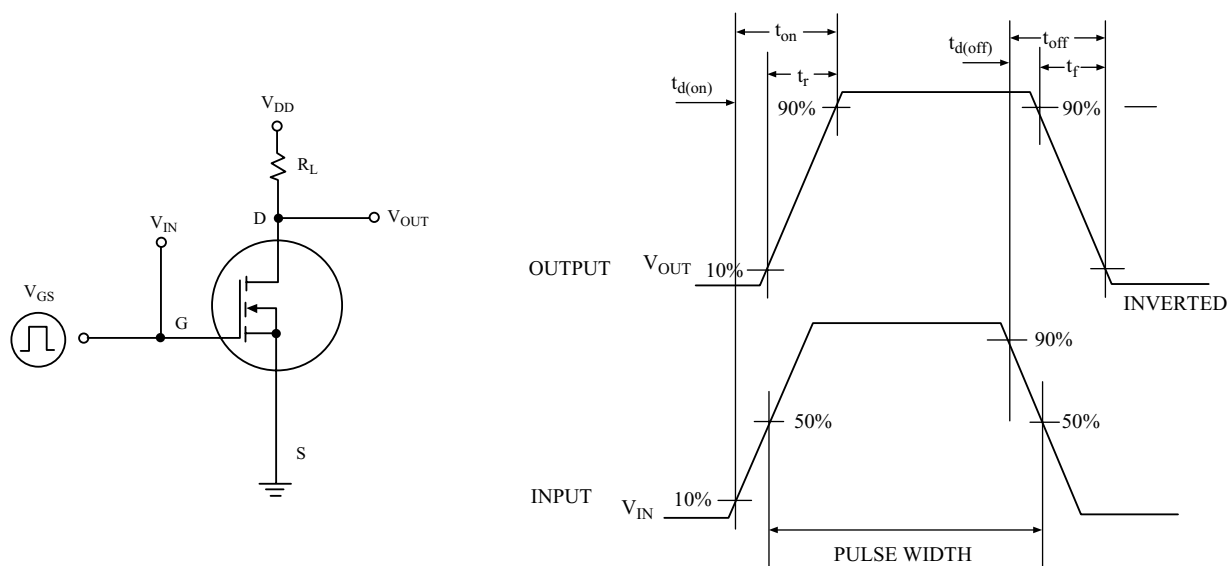 V_DD
R_L
D
V_OUT
V_IN
V_GS
G
S
t_on
t_r
t_d(on)
t_off
t_d(off)
t_f
90%
90%
OUTPUT
V_OUT
10%
INVERTED
90%
50%
50%
INPUT
V_IN
10%
PULSE WIDTH